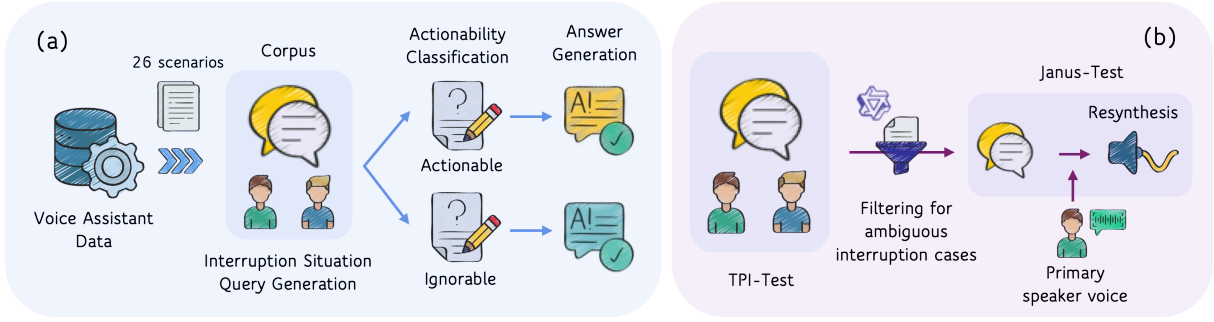 (a)
26 scenarios
Voice Assistant
Data
Corpus
Interruption Situation
Query Generation
Actionability
Classification
?
Actionable
?
Ignorable
Answer
Generation
A!
A!
(b)
TPI-Test
Filtering for
ambiguous
interruption cases
Janus-Test
Resynthesis
Primary
speaker voice